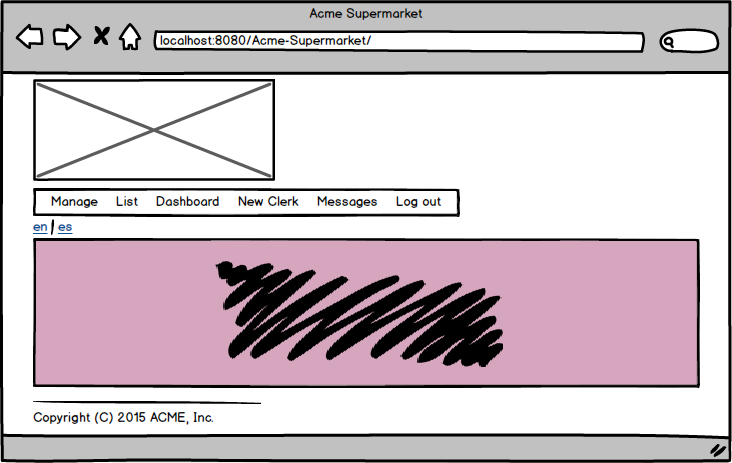 Acme Supermarket
localhost:8080/Acme-Supermarket/
Manage List Dashboard New Clerk Messages Log out
en | es
Copyright (C) 2015 ACME, Inc.